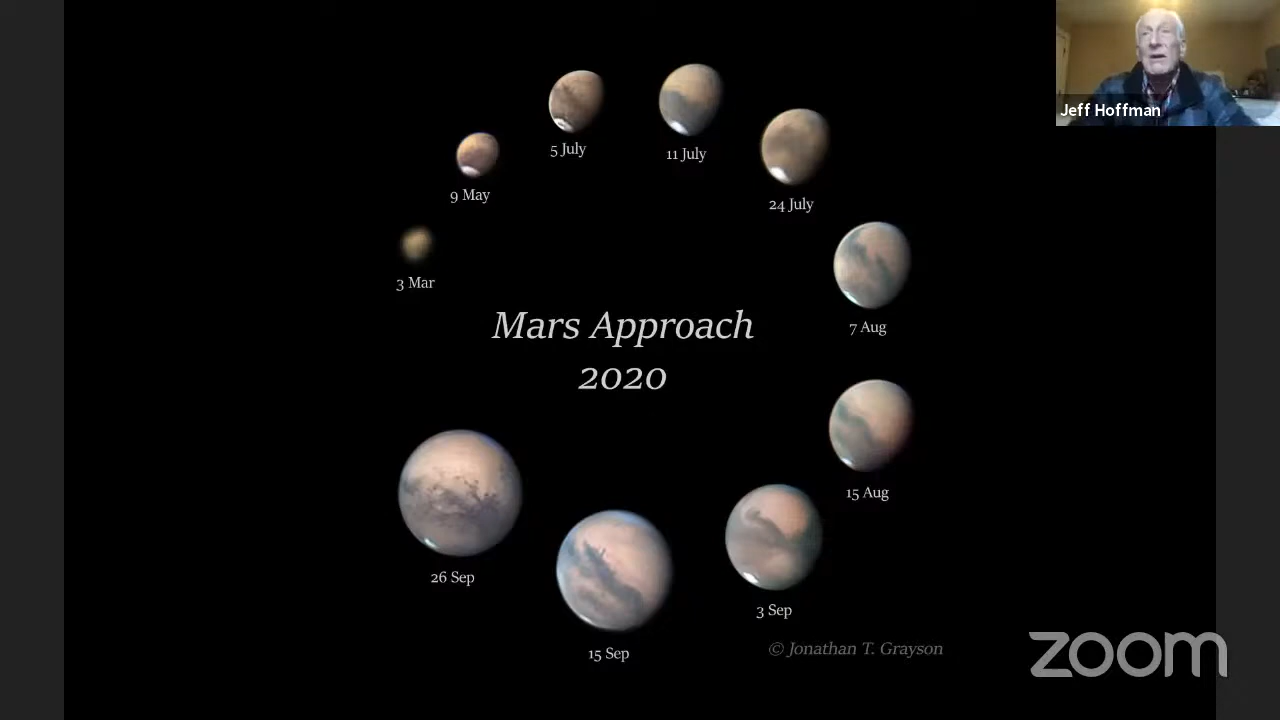 Jeff Hoffman
5 July
11 July
9 May
24 July
3 Mar
7 Aug
Mars Approach
2020
15 Aug
26 Sep
3 Sep
15 Sep
© Jonathan T. Grayson
zoom